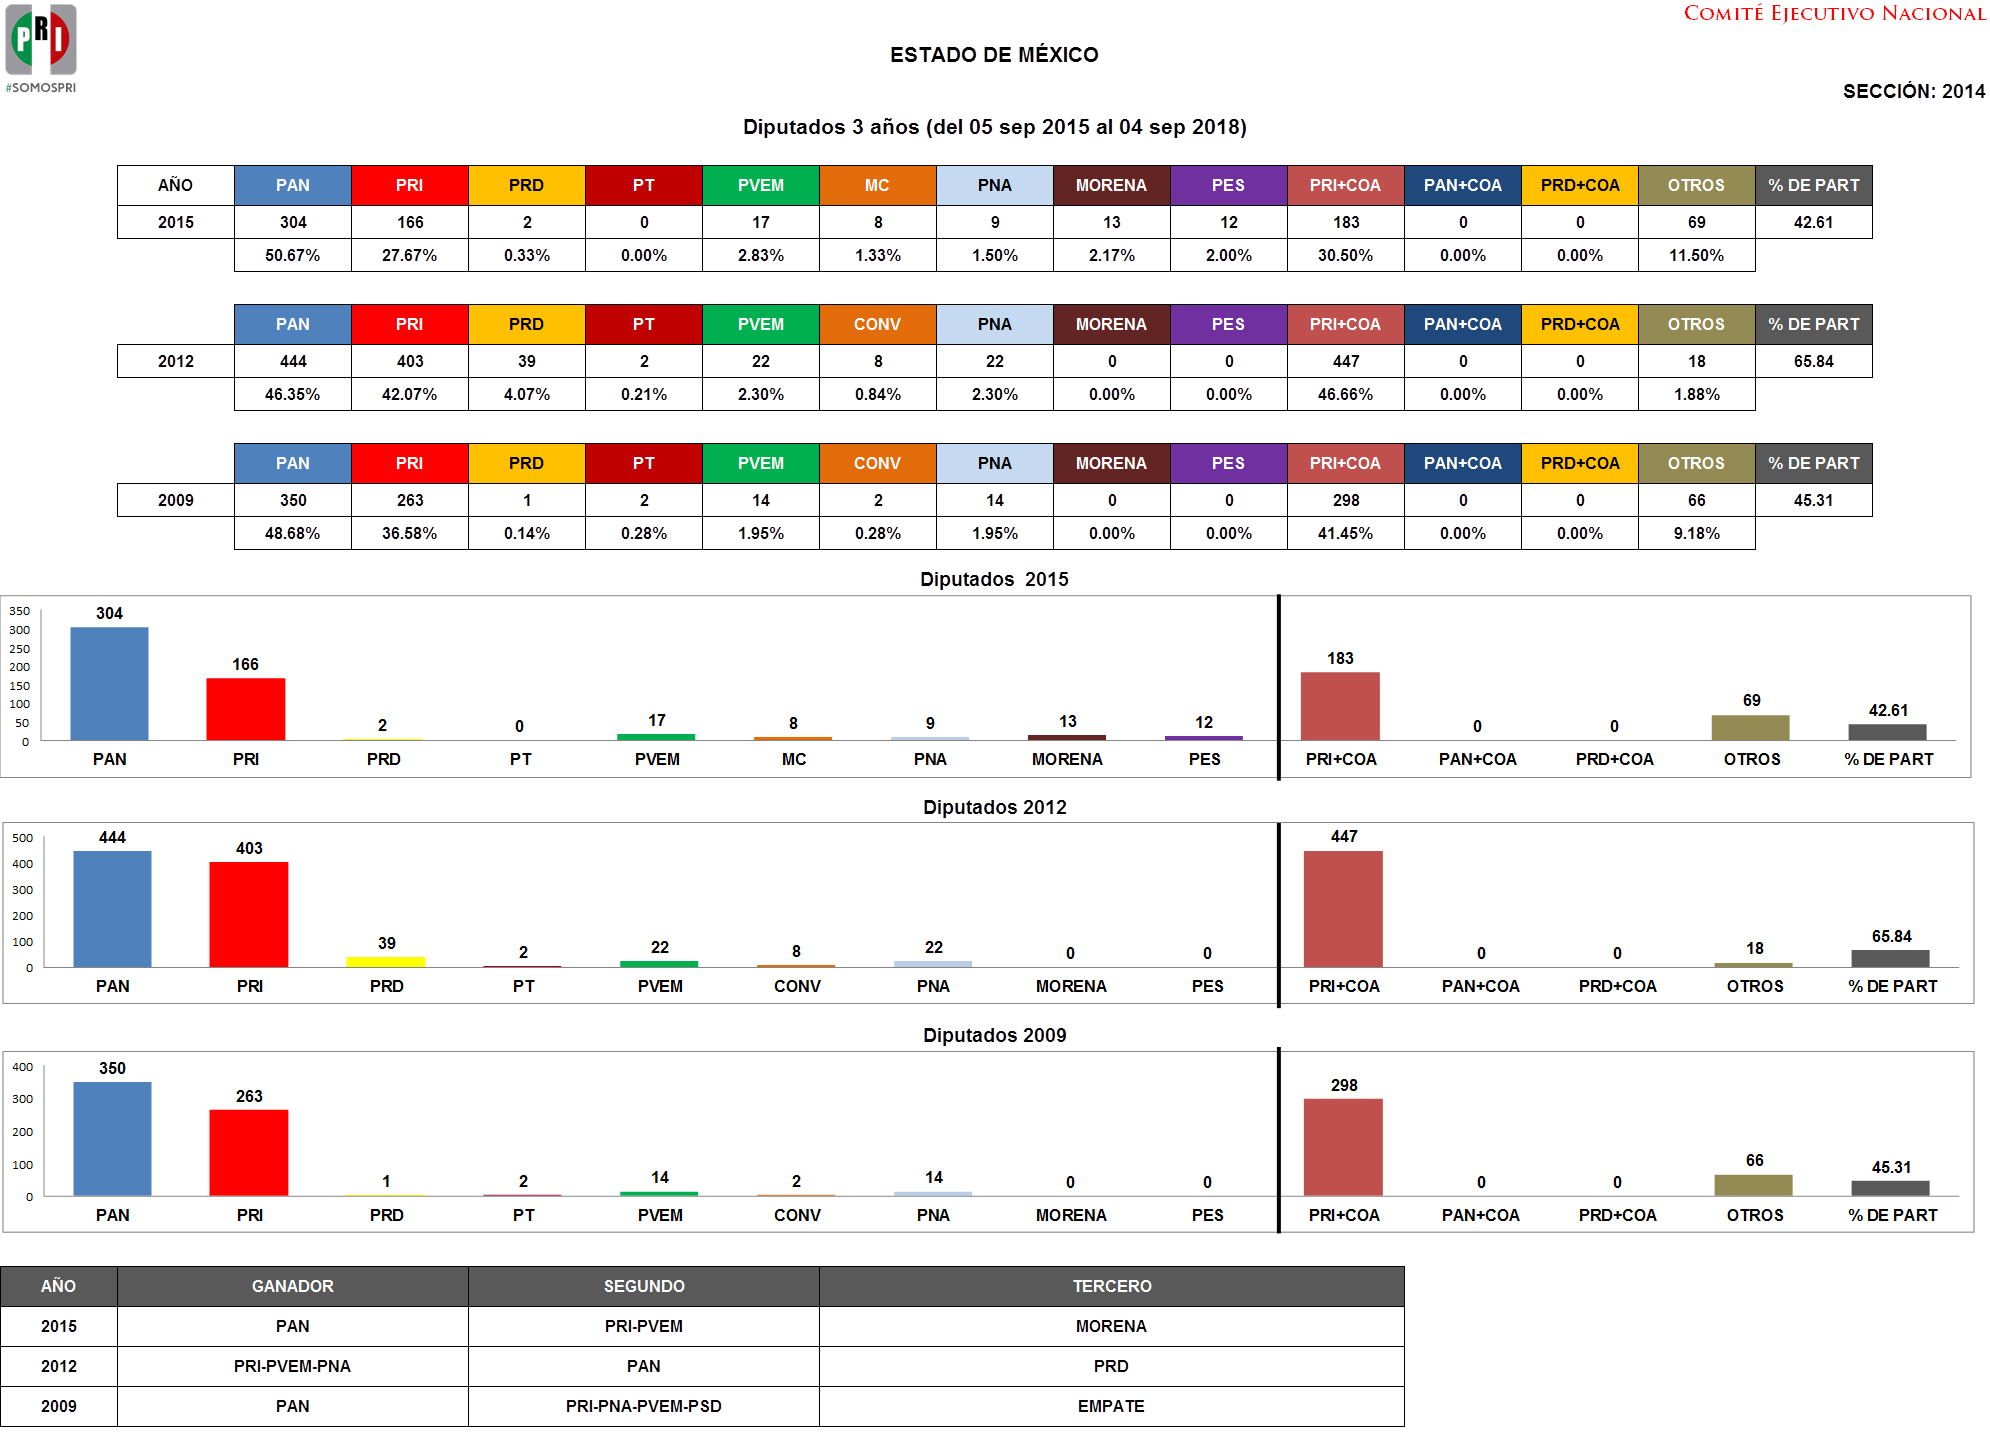 PRI
#SOMOSPRI
COMITÉ EJECUTIVO NACIONAL
ESTADO DE MÉXICO
SECCIÓN: 2014
Diputados 3 años (del 05 sep 2015 al 04 sep 2018)
AÑO PAN PRI PRD PT PVEM MC PNA MORENA PES PRI+COA PAN+COA PRD+COA OTROS % DE PART
2015 304 166 2 0 17 8 9 13 12 183 0 0 69 42.61
50.67% 27.67% 0.33% 0.00% 2.83% 1.33% 1.50% 2.17% 2.00% 30.50% 0.00% 0.00% 11.50%
PAN PRI PRD PT PVEM CONV PNA MORENA PES PRI+COA PAN+COA PRD+COA OTROS % DE PART
2012 444 403 39 2 22 8 22 0 0 447 0 0 18 65.84
46.35% 42.07% 4.07% 0.21% 2.30% 0.84% 2.30% 0.00% 0.00% 46.66% 0.00% 0.00% 1.88%
PAN PRI PRD PT PVEM CONV PNA MORENA PES PRI+COA PAN+COA PRD+COA OTROS % DE PART
2009 350 263 1 2 14 2 14 0 0 298 0 0 66 45.31
48.68% 36.58% 0.14% 0.28% 1.95% 0.28% 1.95% 0.00% 0.00% 41.45% 0.00% 0.00% 9.18%
Diputados 2015
350
300
250
200
150
100
50
0
304 166 2 0 17 8 9 13 12 183 0 0 69 42.61
PAN PRI PRD PT PVEM MC PNA MORENA PES PRI+COA PAN+COA PRD+COA OTROS % DE PART
Diputados 2012
500
400
300
200
100
0
444 403 39 2 22 8 22 0 0 447 0 0 18 65.84
PAN PRI PRD PT PVEM CONV PNA MORENA PES PRI+COA PAN+COA PRD+COA OTROS % DE PART
Diputados 2009
400
300
200
100
0
350 263 1 2 14 2 14 0 0 298 0 0 66 45.31
PAN PRI PRD PT PVEM CONV PNA MORENA PES PRI+COA PAN+COA PRD+COA OTROS % DE PART
AÑO GANADOR SEGUNDO TERCERO
2015 PAN PRI-PVEM MORENA
2012 PRI-PVEM-PNA PAN PRD
2009 PAN PRI-PNA-PVEM-PSD EMPATE